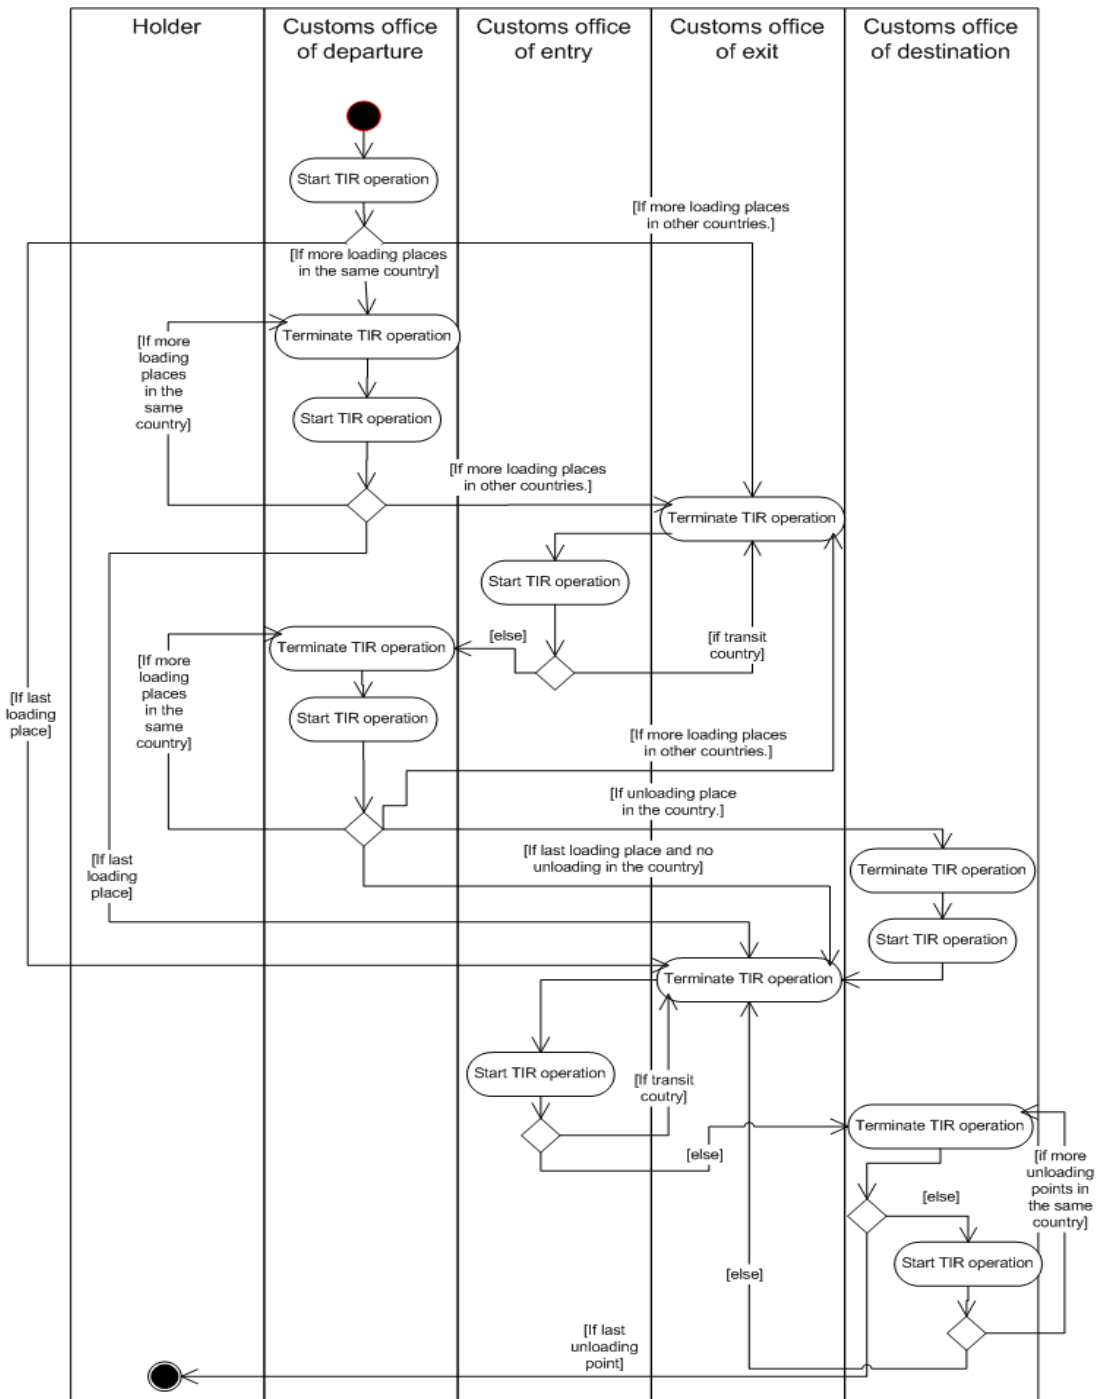 Holder
Customs office
of departure
Customs office
of entry
Customs office
of exit
Customs office
of destination
Start TIR operation
[If more loading places
in other countries.]
[If more loading places
in the same country]
Terminate TIR operation
[If more
loading
places
in the
same
country]
Start TIR operation
[If more loading places
in other countries.]
Terminate TIR operation
Start TIR operation
[else]
[if transit
country]
Terminate TIR operation
[If more
loading
places
in the
same
country]
[If last
loading
place]
Start TIR operation
[If more loading places
in other countries.]
[If unloading place
in the country.]
[If last loading place and no
unloading in the country]
[If last
loading
place]
Terminate TIR operation
Start TIR operation
Terminate TIR operation
Start TIR operation
[If transit
coutry]
Terminate TIR operation
[else]
[if more
unloading
points in
the same
country]
[else]
Start TIR operation
[else]
[If last
unloading
point]